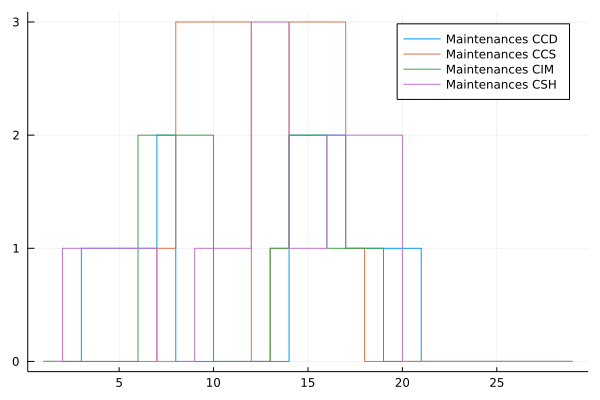 3
Maintenances CCD
Maintenances CCS
Maintenances CIM
Maintenances CSH
2
1
0
5 10 15 20 25